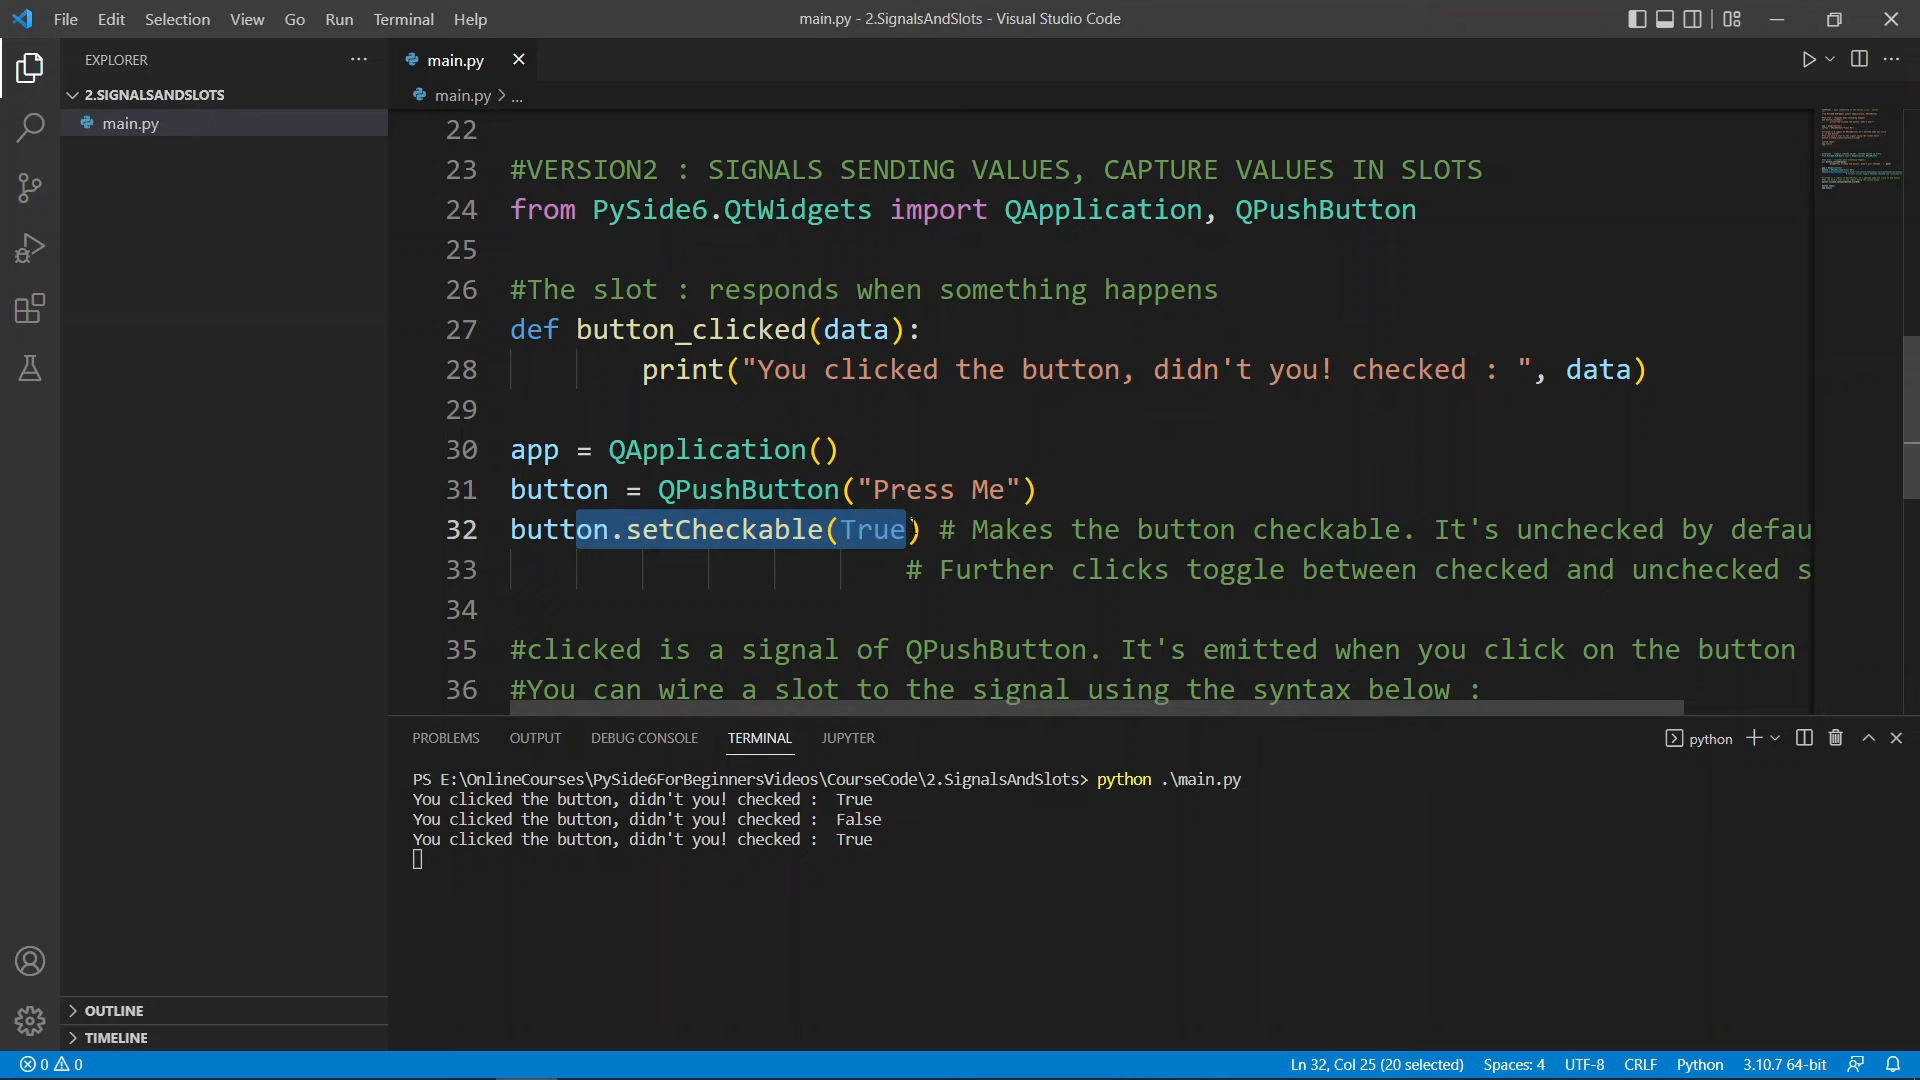 File Edit Selection View Go Run Terminal Help
main.py - 2.SignalsAndSlots - Visual Studio Code
EXPLORER
2.SIGNALSANDSLOTS
main.py
OUTLINE
TIMELINE
main.py
main.py > ...
22
23 #VERSION2 : SIGNALS SENDING VALUES, CAPTURE VALUES IN SLOTS
24 from PySide6.QtWidgets import QApplication, QPushButton
25
26 #The slot : responds when something happens
27 def button_clicked(data):
28 print("You clicked the button, didn't you! checked : ", data)
29
30 app = QApplication()
31 button = QPushButton("Press Me")
32 button.setCheckable(True) # Makes the button checkable. It's unchecked by defau
33 # Further clicks toggle between checked and unchecked s
34
35 #clicked is a signal of QPushButton. It's emitted when you click on the button
36 #You can wire a slot to the signal using the syntax below :
PROBLEMS OUTPUT DEBUG CONSOLE TERMINAL JUPYTER
python
PS E:\OnlineCourses\PySide6ForBeginnersVideos\CourseCode\2.SignalsAndSlots> python .\main.py
You clicked the button, didn't you! checked :  True
You clicked the button, didn't you! checked :  False
You clicked the button, didn't you! checked :  True
0 0
Ln 32, Col 25 (20 selected) Spaces: 4 UTF-8 CRLF Python 3.10.7 64-bit